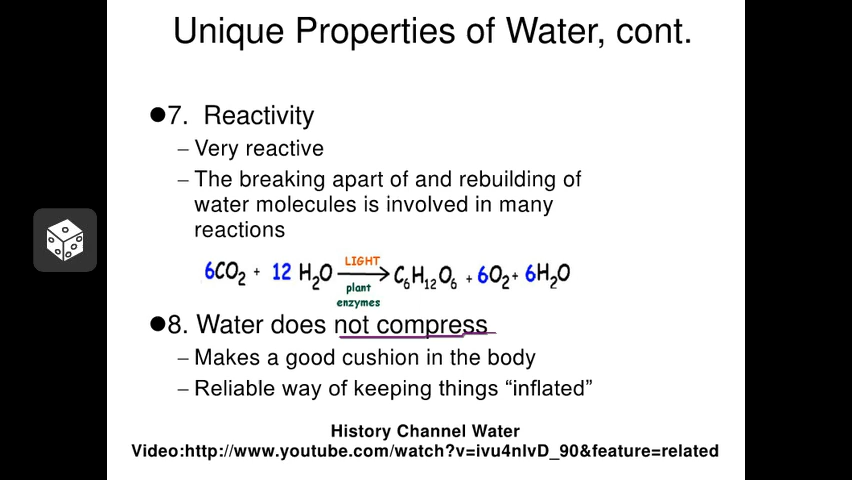 Unique Properties of Water, cont.
●7. Reactivity
– Very reactive
– The breaking apart of and rebuilding of
water molecules is involved in many
reactions
LIGHT
6CO₂ + 12 H₂O ⟶ C₆H₁₂O₆ + 6O₂ + 6H₂O
plant
enzymes
●8. Water does not compress
– Makes a good cushion in the body
– Reliable way of keeping things “inflated”
History Channel Water
Video:http://www.youtube.com/watch?v=ivu4nlvD_90&feature=related